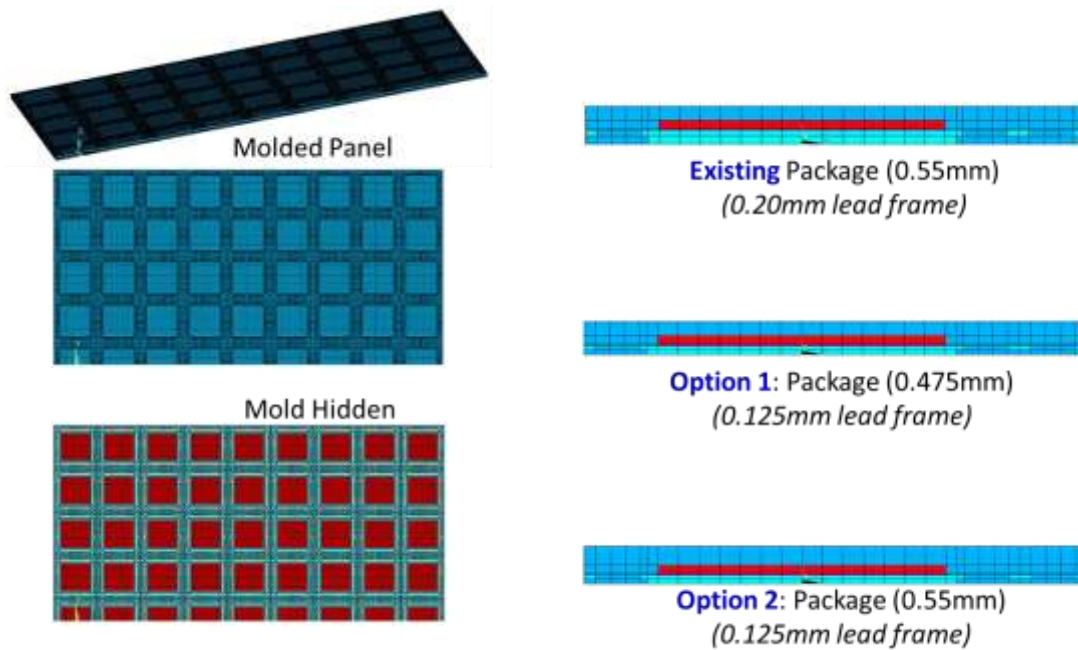 Molded Panel
Mold Hidden
Existing Package (0.55mm)
(0.20mm lead frame)
Option 1: Package (0.475mm)
(0.125mm lead frame)
Option 2: Package (0.55mm)
(0.125mm lead frame)